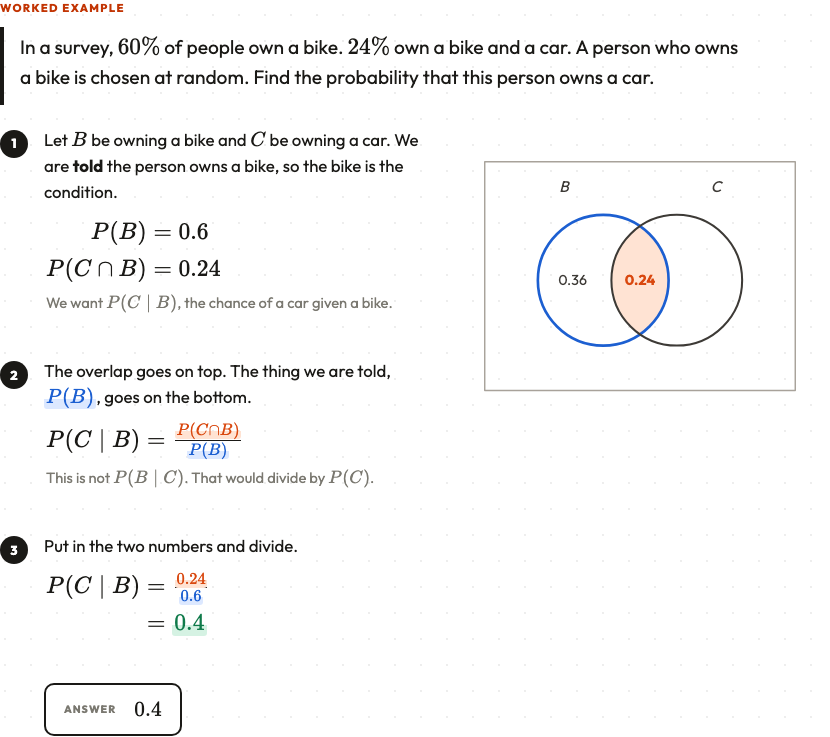 WORKED EXAMPLE
In a survey, 60% of people own a bike. 24% own a bike and a car. A person who owns
a bike is chosen at random. Find the probability that this person owns a car.
1
Let B be owning a bike and C be owning a car. We
are told the person owns a bike, so the bike is the
condition.
P(B) = 0.6
P(C ∩ B) = 0.24
We want P(C | B), the chance of a car given a bike.
B C
0.36 0.24
2
The overlap goes on top. The thing we are told,
P(B), goes on the bottom.
P(C | B) = P(C∩B) / P(B)
This is not P(B | C). That would divide by P(C).
3
Put in the two numbers and divide.
P(C | B) = 0.24 / 0.6
= 0.4
ANSWER 0.4